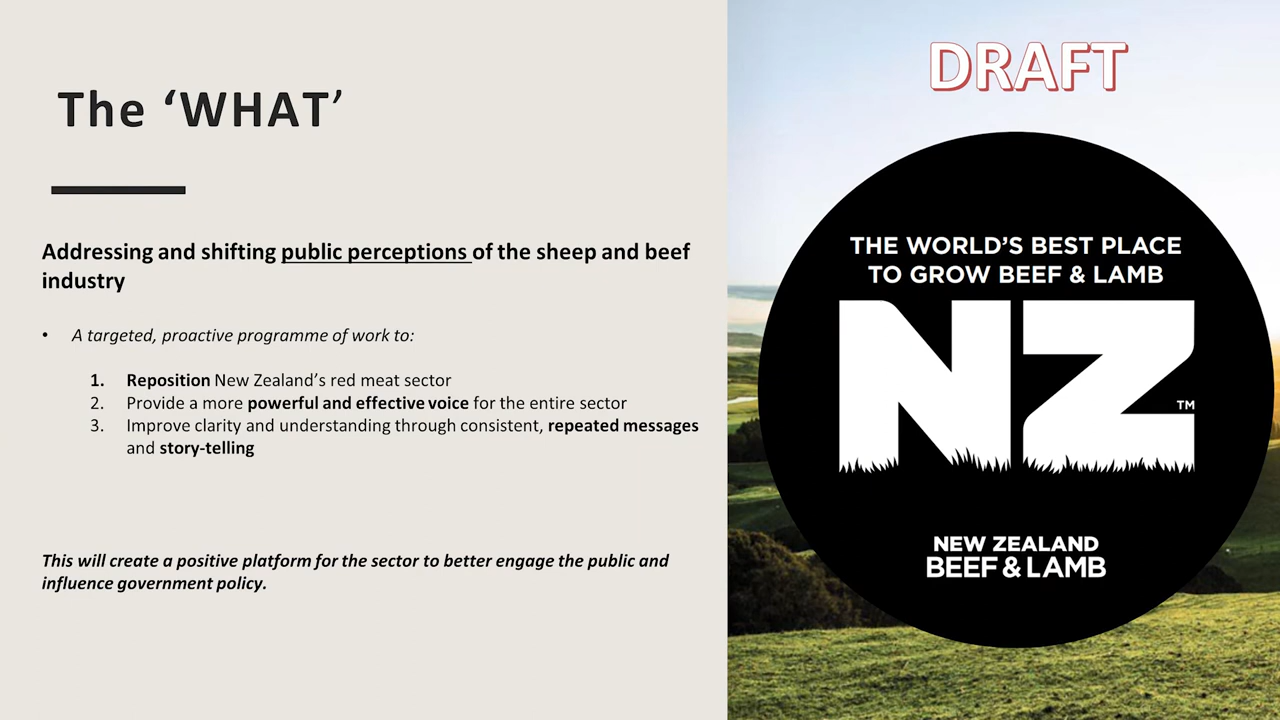 The ‘WHAT’
Addressing and shifting public perceptions of the sheep and beef
industry
• A targeted, proactive programme of work to:
1. Reposition New Zealand’s red meat sector
2. Provide a more powerful and effective voice for the entire sector
3. Improve clarity and understanding through consistent, repeated messages
and story-telling
This will create a positive platform for the sector to better engage the public and
influence government policy.
DRAFT
THE WORLD’S BEST PLACE
TO GROW BEEF & LAMB
NZ
TM
NEW ZEALAND
BEEF & LAMB